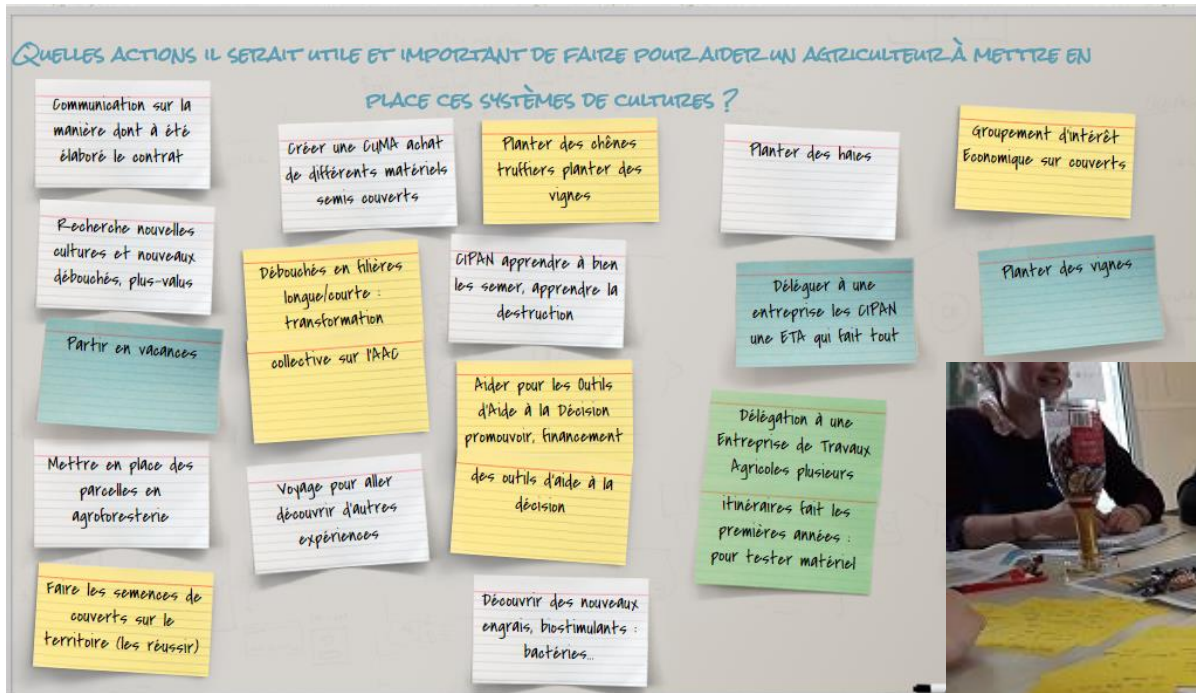 Quelles actions il serait utile et important de faire pour aider un agriculteur à mettre en
place ces systèmes de cultures ?
Communication sur la
manière dont à été
élaboré le contrat
Recherche nouvelles
cultures et nouveaux
débouchés, plus-valus
Partir en vacances
Mettre en place des
parcelles en
agroforesterie
Faire les semences de
couverts sur le
territoire (les réussir)
Créer une CUMA achat
de différents matériels
semis couverts
Débouchés en filières
longue/courte :
transformation
collective sur l'AAC
Voyage pour aller
découvrir d'autres
expériences
Planter des chênes
truffiers planter des
vignes
CIPAN apprendre à bien
les semer, apprendre la
destruction
Aider pour les Outils
d'Aide à la Décision
promouvoir, financement
des outils d'aide à la
décision
Découvrir des nouveaux
engrais, biostimulants :
bactéries...
Planter des haies
Déléguer à une
entreprise les CIPAN
une ETA qui fait tout
Délégation à une
Entreprise de Travaux
Agricoles plusieurs
itinéraires fait les
premières années :
pour tester matériel
Groupement d'intérêt
Economique sur couverts
Planter des vignes